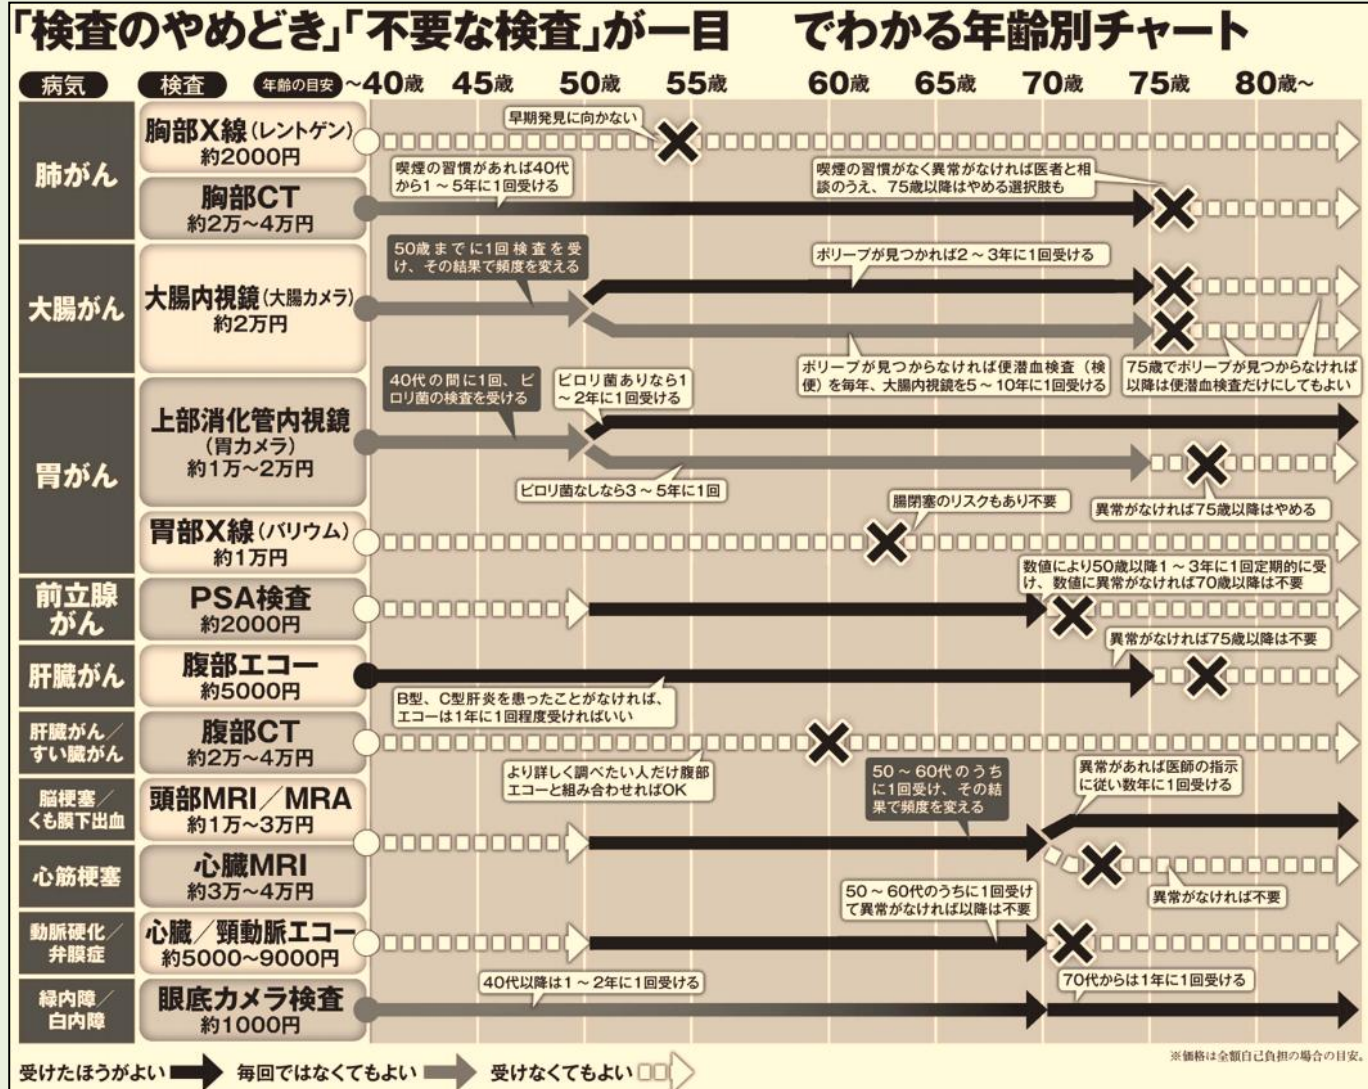 「検査のやめどき」「不要な検査」が一目 でわかる年齢別チャート
病気 検査 年齢の目安 ～40歳 45歳 50歳 55歳 60歳 65歳 70歳 75歳 80歳～
肺がん
胸部X線(レントゲン)
約2000円
早期発見に向かない
胸部CT
約2万～4万円
喫煙の習慣があれば40代
から1～5年に1回受ける
喫煙の習慣がなく異常がなければ医者と相
談のうえ、75歳以降はやめる選択肢も
大腸がん
大腸内視鏡(大腸カメラ)
約2万円
50歳までに1回検査を受
け、その結果で頻度を変える
ポリープが見つかれば2～3年に1回受ける
ポリープが見つからなければ便潜血検査（検
便）を毎年、大腸内視鏡を5～10年に1回受ける
75歳でポリープが見つからなければ
以降は便潜血検査だけにしてもよい
胃がん
上部消化管内視鏡
(胃カメラ)
約1万～2万円
40代の間に1回、ピ
ロリ菌の検査を受ける
ピロリ菌ありなら1
～2年に1回受ける
ピロリ菌なしなら3～5年に1回
異常がなければ75歳以降はやめる
胃部X線(バリウム)
約1万円
腸閉塞のリスクもあり不要
前立腺
がん
PSA検査
約2000円
数値により50歳以降1～3年に1回定期的に受
け、数値に異常がなければ70歳以降は不要
肝臓がん
腹部エコー
約5000円
異常がなければ75歳以降は不要
B型、C型肝炎を患ったことがなければ、
エコーは1年に1回程度受ければいい
肝臓がん／
すい臓がん
腹部CT
約2万～4万円
より詳しく調べたい人だけ腹部
エコーと組み合わせればOK
脳梗塞／
くも膜下出血
頭部MRI／MRA
約1万～3万円
50～60代のうち
に1回受け、その結
果で頻度を変える
異常があれば医師の指示
に従い数年に1回受ける
心筋梗塞
心臓MRI
約3万～4万円
異常がなければ不要
動脈硬化／
弁膜症
心臓／頸動脈エコー
約5000～9000円
50～60代のうちに1回受け
て異常がなければ以降は不要
緑内障／
白内障
眼底カメラ検査
約1000円
40代以降は1～2年に1回受ける
70代からは1年に1回受ける
受けたほうがよい 毎回ではなくてもよい 受けなくてもよい
※価格は全額自己負担の場合の目安。